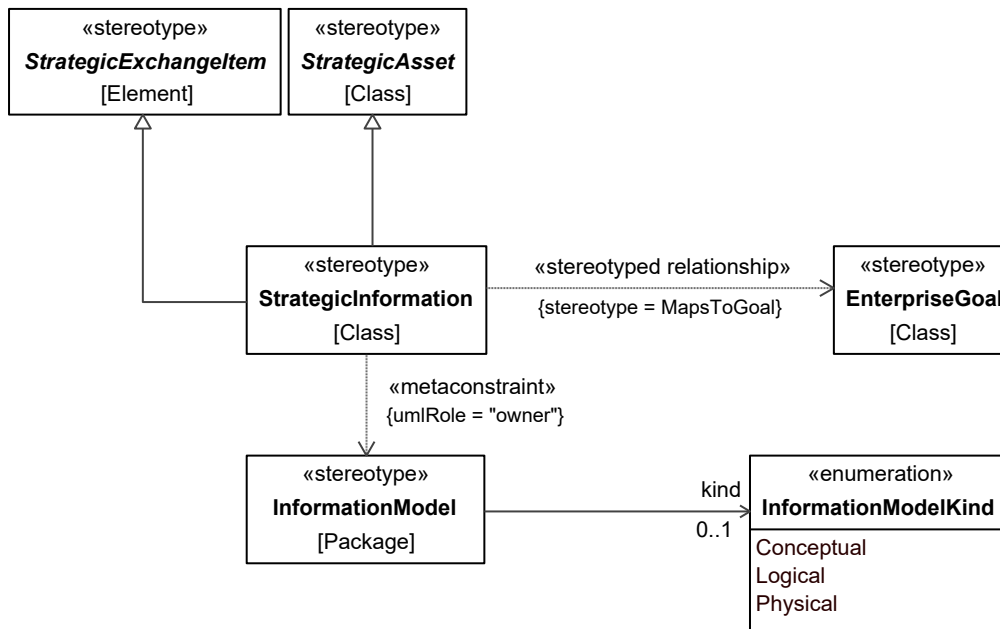 «stereotype»
StrategicExchangeItem
[Element]
«stereotype»
StrategicAsset
[Class]
«stereotype»
StrategicInformation
[Class]
«stereotyped relationship»
{stereotype = MapsToGoal}
«stereotype»
EnterpriseGoal
[Class]
«metaconstraint»
{umlRole = "owner"}
«stereotype»
InformationModel
[Package]
kind
0..1
«enumeration»
InformationModelKind
Conceptual
Logical
Physical